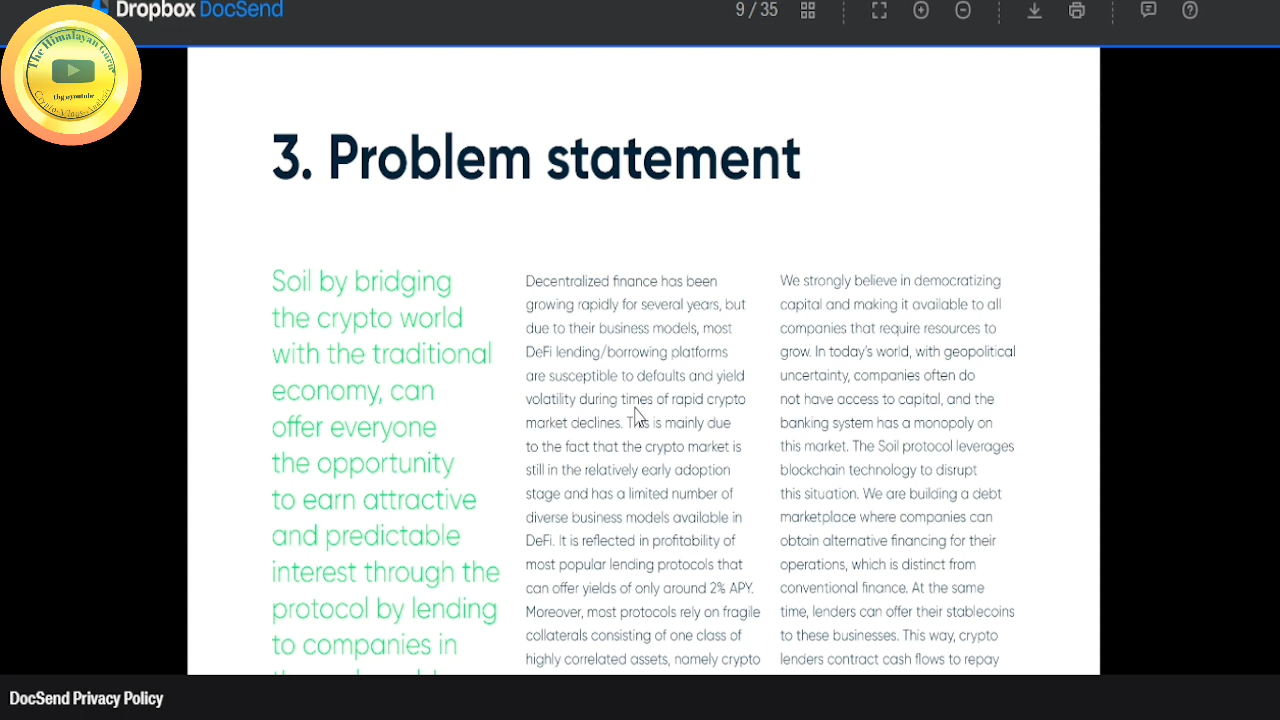 Dropbox DocSend
9 / 35
The Himalayan Guru
thg @youtube
Crypto-Vlogs-Analysis
3. Problem statement
Soil by bridging
the crypto world
with the traditional
economy, can
offer everyone
the opportunity
to earn attractive
and predictable
interest through the
protocol by lending
to companies in
Decentralized finance has been
growing rapidly for several years, but
due to their business models, most
DeFi lending/borrowing platforms
are susceptible to defaults and yield
volatility during times of rapid crypto
market declines. This is mainly due
to the fact that the crypto market is
still in the relatively early adoption
stage and has a limited number of
diverse business models available in
DeFi. It is reflected in profitability of
most popular lending protocols that
can offer yields of only around 2% APY.
Moreover, most protocols rely on fragile
collaterals consisting of one class of
highly correlated assets, namely crypto
We strongly believe in democratizing
capital and making it available to all
companies that require resources to
grow. In today's world, with geopolitical
uncertainty, companies often do
not have access to capital, and the
banking system has a monopoly on
this market. The Soil protocol leverages
blockchain technology to disrupt
this situation. We are building a debt
marketplace where companies can
obtain alternative financing for their
operations, which is distinct from
conventional finance. At the same
time, lenders can offer their stablecoins
to these businesses. This way, crypto
lenders contract cash flows to repay
DocSend Privacy Policy